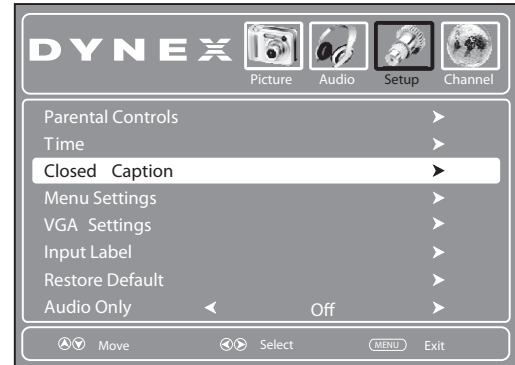 DYNEX
Picture Audio Setup Channel
Parental Controls
Time
Closed Caption
Menu Settings
VGA Settings
Input Label
Restore Default
Audio Only Off
Move Select MENU Exit